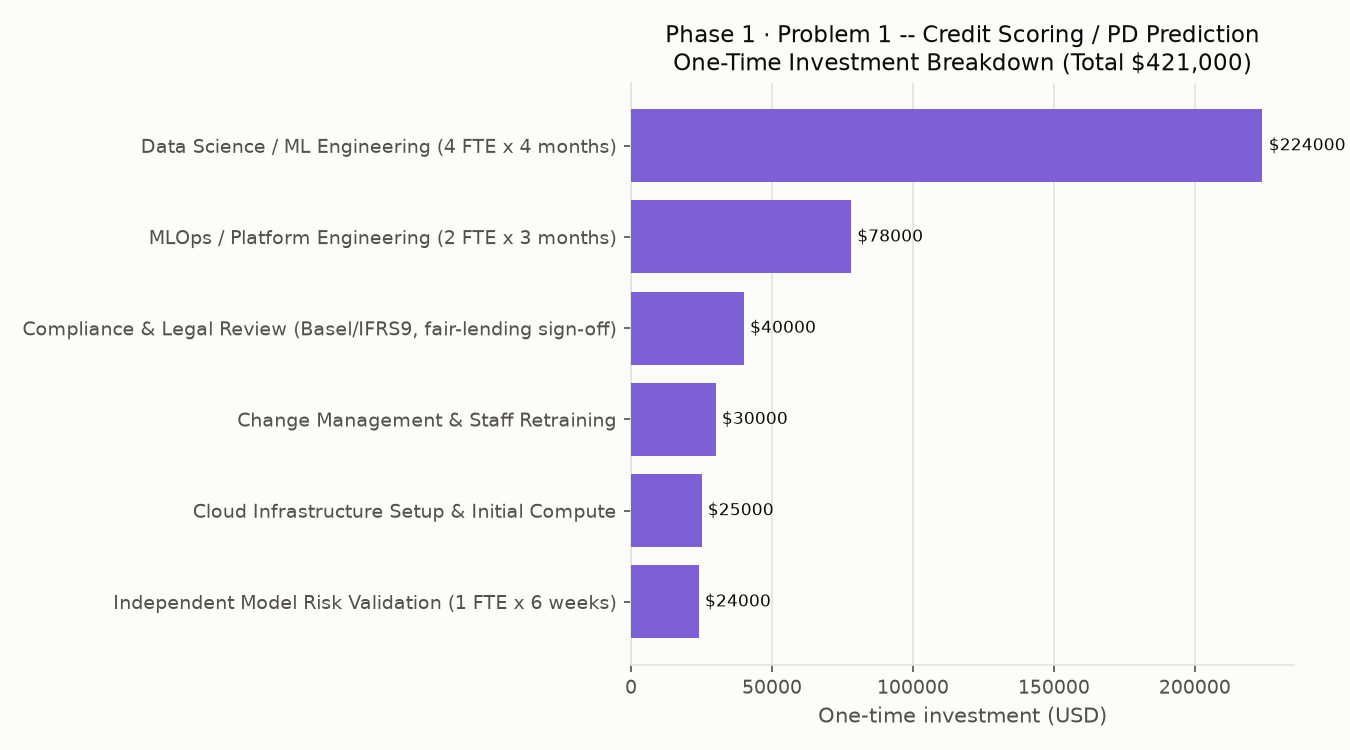 Phase 1 · Problem 1 -- Credit Scoring / PD Prediction
One-Time Investment Breakdown (Total $421,000)
Data Science / ML Engineering (4 FTE x 4 months)
$224000
MLOps / Platform Engineering (2 FTE x 3 months)
$78000
Compliance & Legal Review (Basel/IFRS9, fair-lending sign-off)
$40000
Change Management & Staff Retraining
$30000
Cloud Infrastructure Setup & Initial Compute
$25000
Independent Model Risk Validation (1 FTE x 6 weeks)
$24000
0 50000 100000 150000 200000
One-time investment (USD)